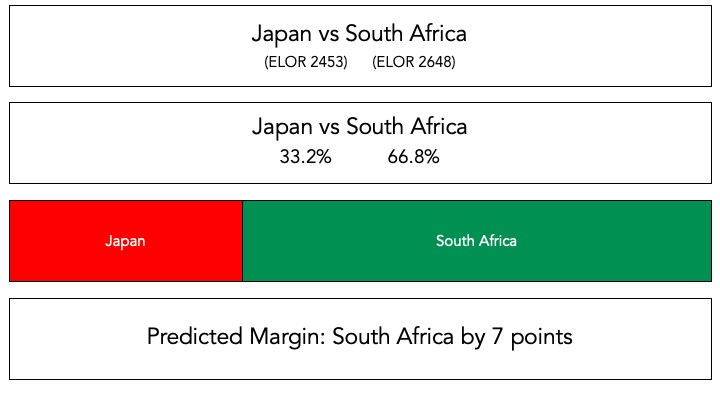 Japan vs South Africa
(ELOR 2453) (ELOR 2648)
Japan vs South Africa
33.2% 66.8%
Japan South Africa
Predicted Margin: South Africa by 7 points